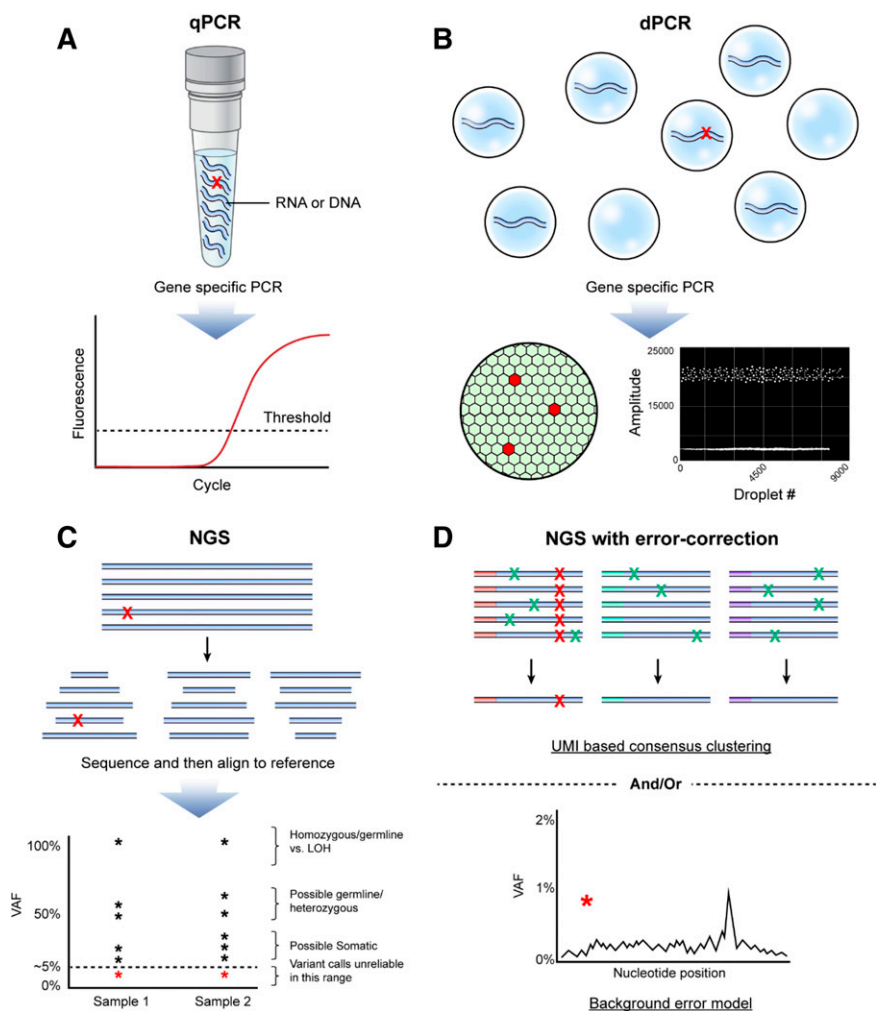 A
qPCR
RNA or DNA
Gene specific PCR
Fluorescence
Threshold
Cycle
B
dPCR
Gene specific PCR
Amplitude
25000
15000
0
0
4500
9000
Droplet #
C
NGS
Sequence and then align to reference
VAF
100%
50%
~5%
0%
Homozygous/germline
vs. LOH
Possible germline/
heterozygous
Possible Somatic
Variant calls unreliable
in this range
Sample 1
Sample 2
D
NGS with error-correction
UMI based consensus clustering
And/Or
VAF
2%
1%
0%
Nucleotide position
Background error model